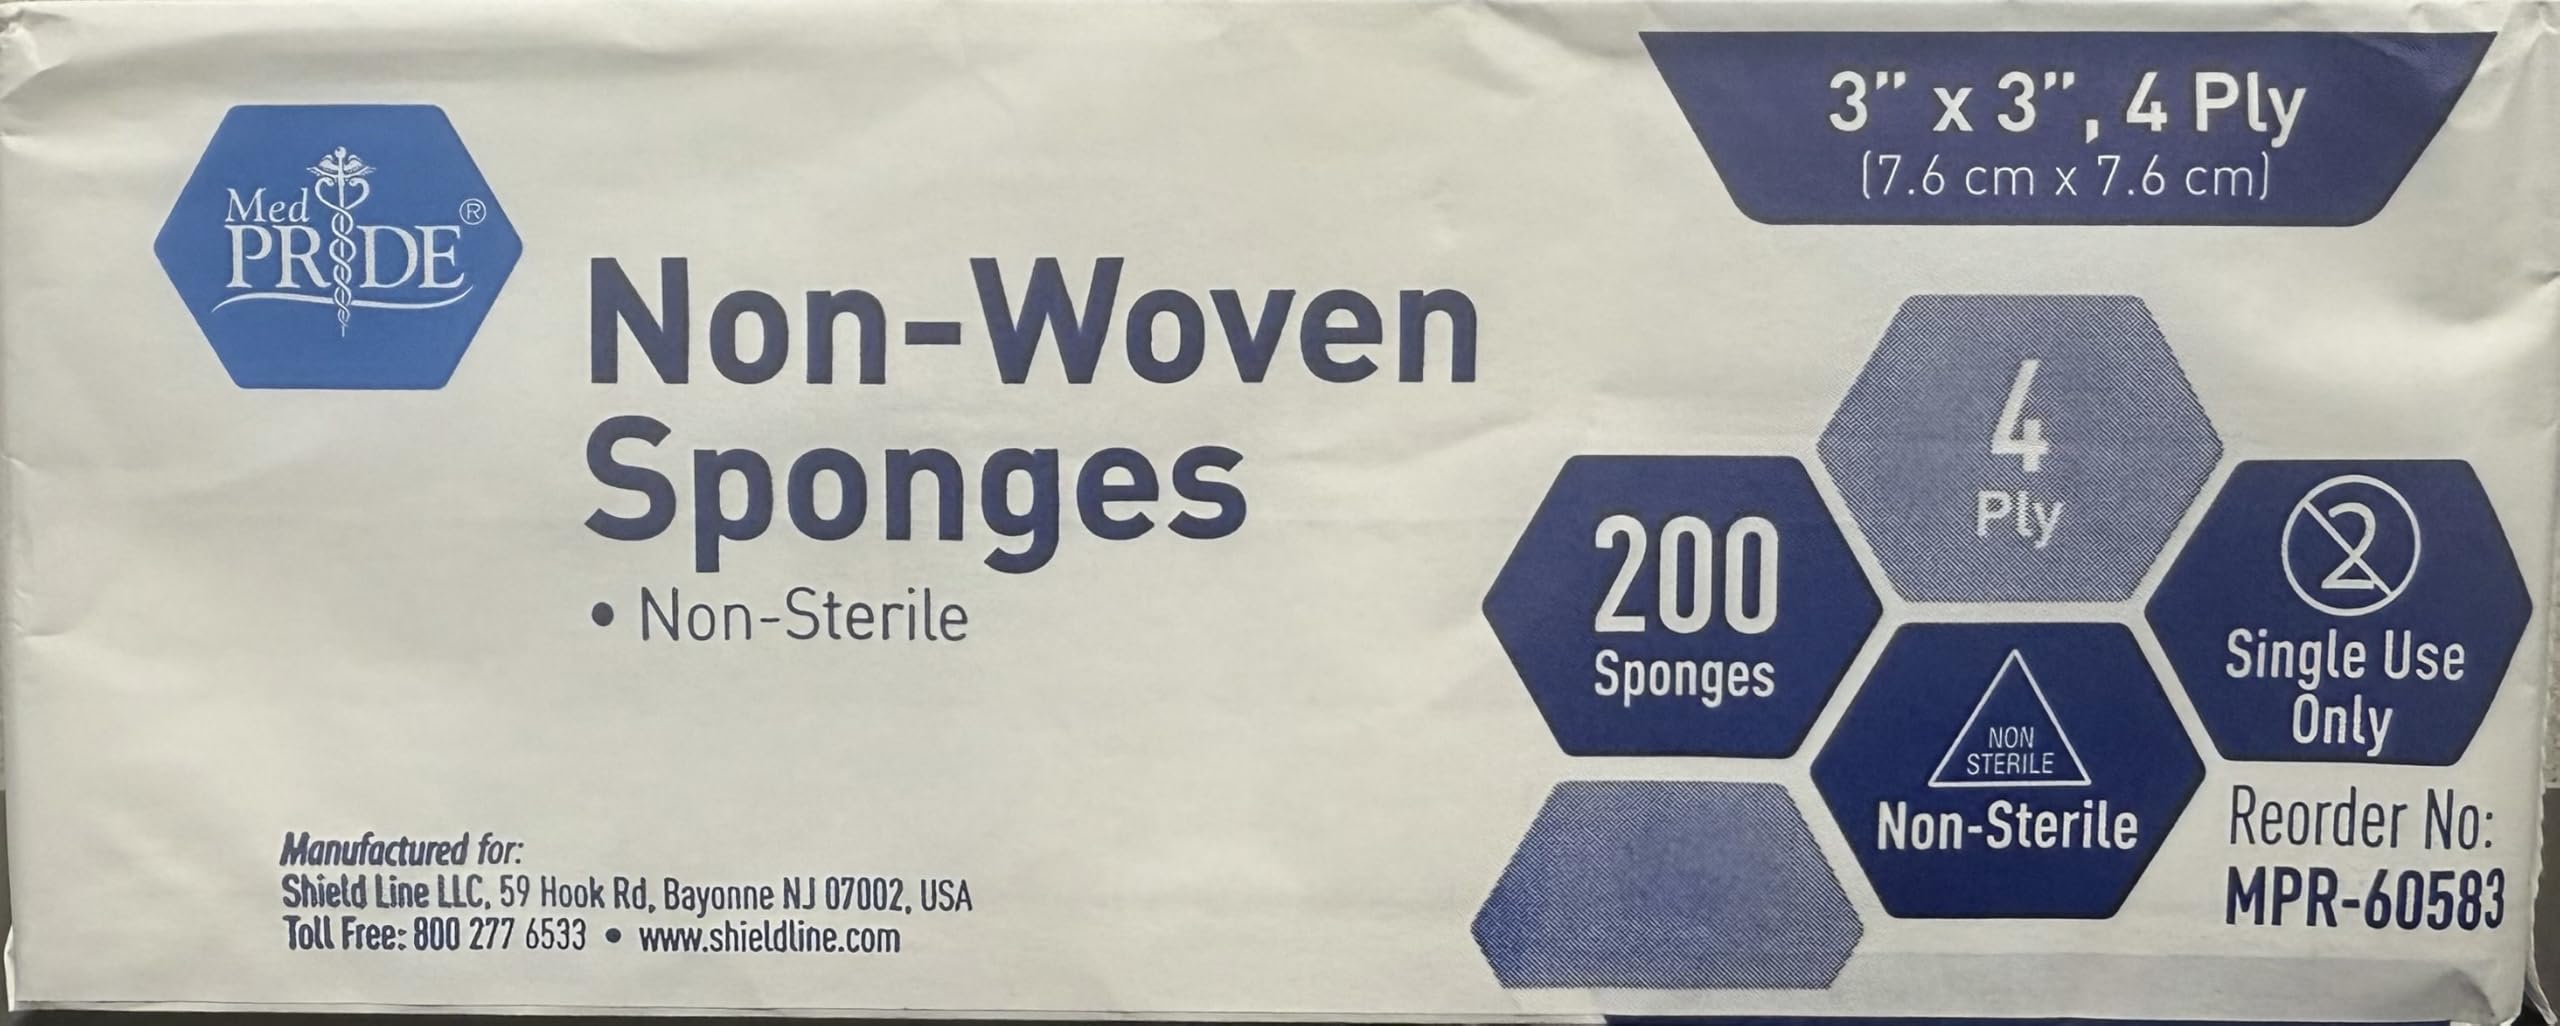 Med
PRIDE®
3" x 3", 4 Ply
(7.6 cm x 7.6 cm)
Non-Woven
Sponges
• Non-Sterile
4
Ply
200
Sponges
2
Single Use
Only
NON
STERILE
Non-Sterile
Reorder No:
MPR-60583
Manufactured for:
Shield Line LLC, 59 Hook Rd, Bayonne NJ 07002, USA
Toll Free: 800 277 6533 • www.shieldline.com